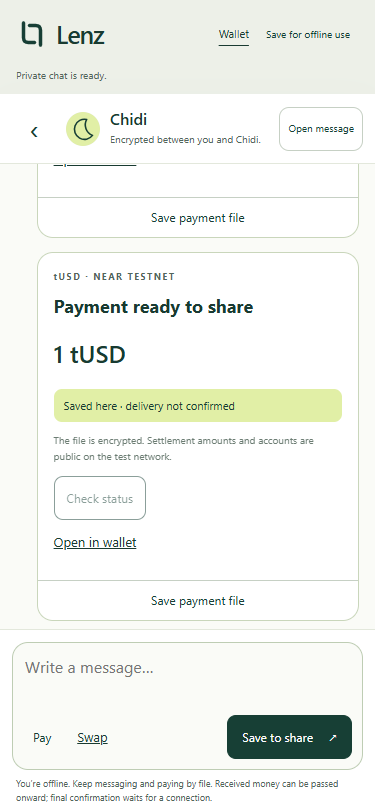 Lenz
Wallet
Save for offline use
Private chat is ready.
Chidi
Encrypted between you and Chidi.
Open message
Save payment file
tUSD · NEAR TESTNET
Payment ready to share
1 tUSD
Saved here · delivery not confirmed
The file is encrypted. Settlement amounts and accounts are
public on the test network.
Check status
Open in wallet
Save payment file
Write a message...
Pay
Swap
Save to share ↗
You're offline. Keep messaging and paying by file. Received money can be passed
onward; final confirmation waits for a connection.